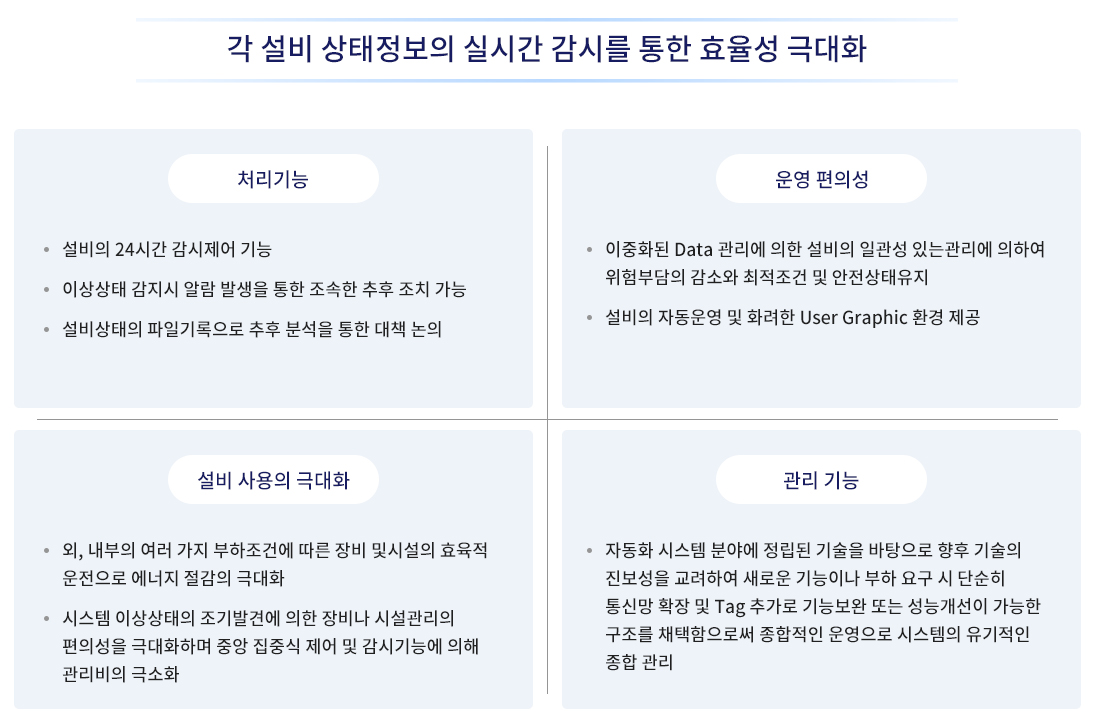 각 설비 상태정보의 실시간 감시를 통한 효율성 극대화
처리기능
• 설비의 24시간 감시제어 기능
• 이상상태 감지시 알람 발생을 통한 조속한 추후 조치 가능
• 설비상태의 파일기록으로 추후 분석을 통한 대책 논의
운영 편의성
• 이중화된 Data 관리에 의한 설비의 일관성 있는관리에 의하여
위험부담의 감소와 최적조건 및 안전상태유지
• 설비의 자동운영 및 화려한 User Graphic 환경 제공
설비 사용의 극대화
• 외, 내부의 여러 가지 부하조건에 따른 장비 및시설의 효육적
운전으로 에너지 절감의 극대화
• 시스템 이상상태의 조기발견에 의한 장비나 시설관리의
편의성을 극대화하며 중앙 집중식 제어 및 감시기능에 의해
관리비의 극소화
관리 기능
• 자동화 시스템 분야에 정립된 기술을 바탕으로 향후 기술의
진보성을 교려하여 새로운 기능이나 부하 요구 시 단순히
통신망 확장 및 Tag 추가로 기능보완 또는 성능개선이 가능한
구조를 채택함으로써 종합적인 운영으로 시스템의 유기적인
종합 관리